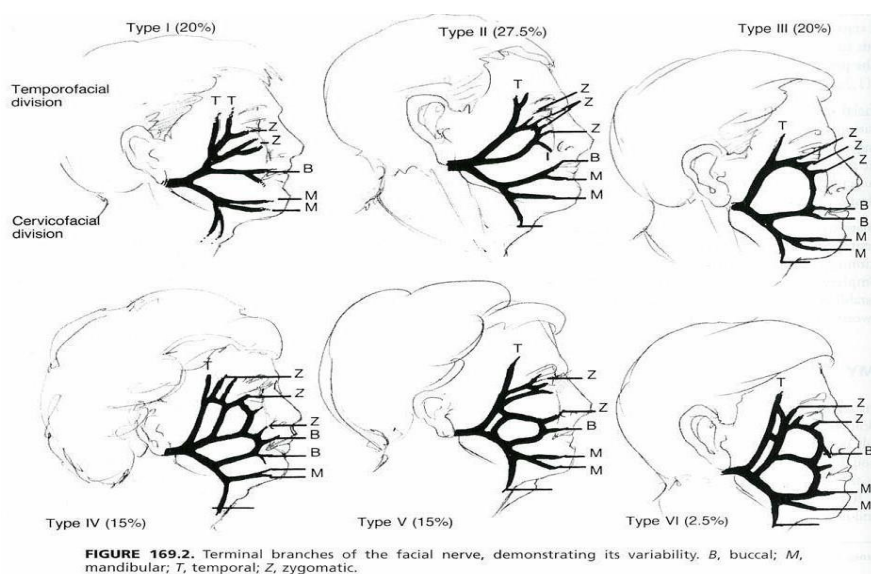 Type I (20%)
Type II (27.5%)
Type III (20%)
Temporofacial
division
Cervicofacial
division
T T
Z
Z
B
M
M
T
Z
Z
Z
B
M
M
T
Z
Z
Z
B
B
M
M
T
Z
Z
Z
B
B
M
T
Z
Z
B
M
M
T
Z
Z
B
M
M
Type IV (15%)
Type V (15%)
Type VI (2.5%)
FIGURE 169.2. Terminal branches of the facial nerve, demonstrating its variability. B, buccal; M,
mandibular; T, temporal; Z, zygomatic.